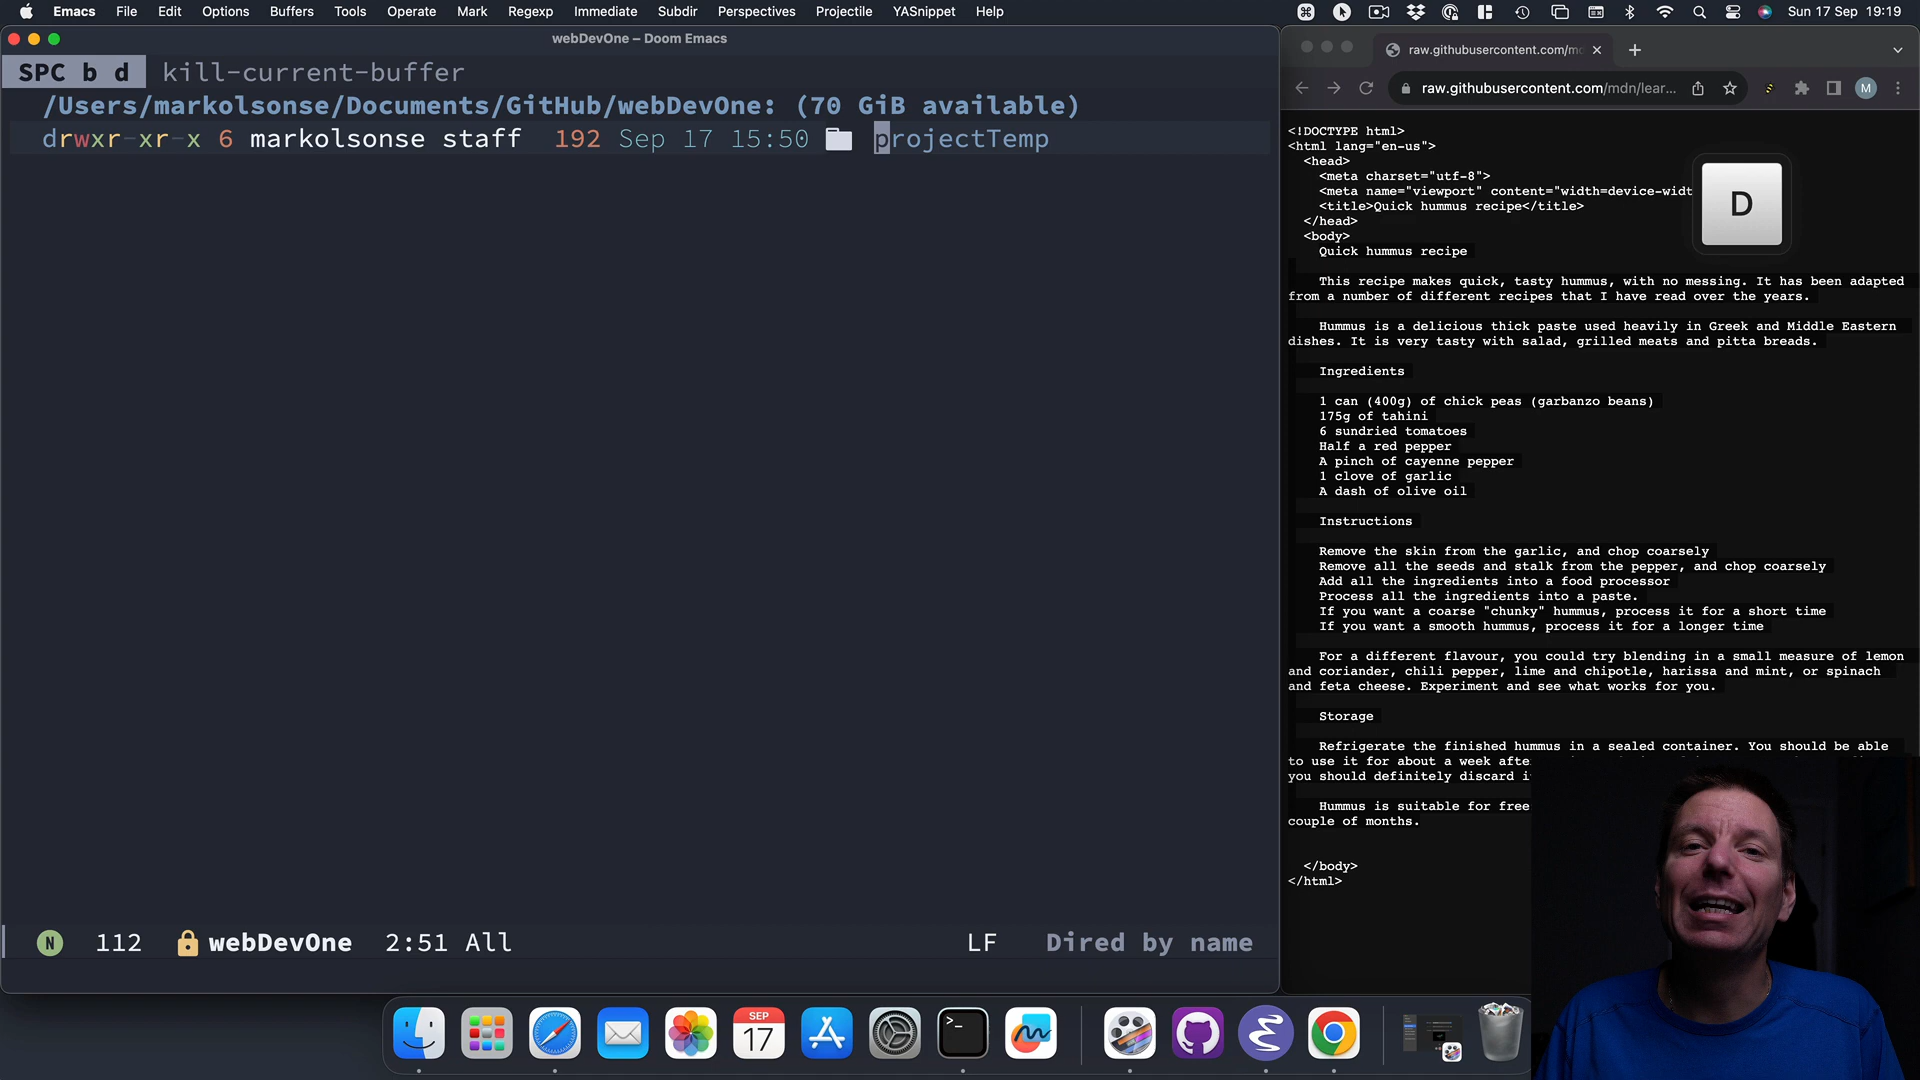 Emacs File Edit Options Buffers Tools Operate Mark Regexp Immediate Subdir Perspectives Projectile YASnippet Help
Sun 17 Sep 19:19
webDevOne – Doom Emacs
SPC b d kill-current-buffer
/Users/markolsonse/Documents/GitHub/webDevOne: (70 GiB available)
drwxr-xr-x 6 markolsonse staff 192 Sep 17 15:50 projectTemp
N 112 webDevOne 2:51 All LF Dired by name
raw.githubusercontent.com/m
raw.githubusercontent.com/mdn/lear...
M
<!DOCTYPE html>
<html lang="en-us">
<head>
<meta charset="utf-8">
<meta name="viewport" content="width=device-widt
<title>Quick hummus recipe</title>
</head>
<body>
D
Quick hummus recipe
This recipe makes quick, tasty hummus, with no messing. It has been adapted
from a number of different recipes that I have read over the years.
Hummus is a delicious thick paste used heavily in Greek and Middle Eastern
dishes. It is very tasty with salad, grilled meats and pitta breads.
Ingredients
1 can (400g) of chick peas (garbanzo beans)
175g of tahini
6 sundried tomatoes
Half a red pepper
A pinch of cayenne pepper
1 clove of garlic
A dash of olive oil
Instructions
Remove the skin from the garlic, and chop coarsely
Remove all the seeds and stalk from the pepper, and chop coarsely
Add all the ingredients into a food processor
Process all the ingredients into a paste.
If you want a coarse "chunky" hummus, process it for a short time
If you want a smooth hummus, process it for a longer time
For a different flavour, you could try blending in a small measure of lemon
and coriander, chili pepper, lime and chipotle, harissa and mint, or spinach
and feta cheese. Experiment and see what works for you.
Storage
Refrigerate the finished hummus in a sealed container. You should be able
to use it for about a week afte
you should definitely discard i
Hummus is suitable for free
couple of months.
</body>
</html>
SEP
17